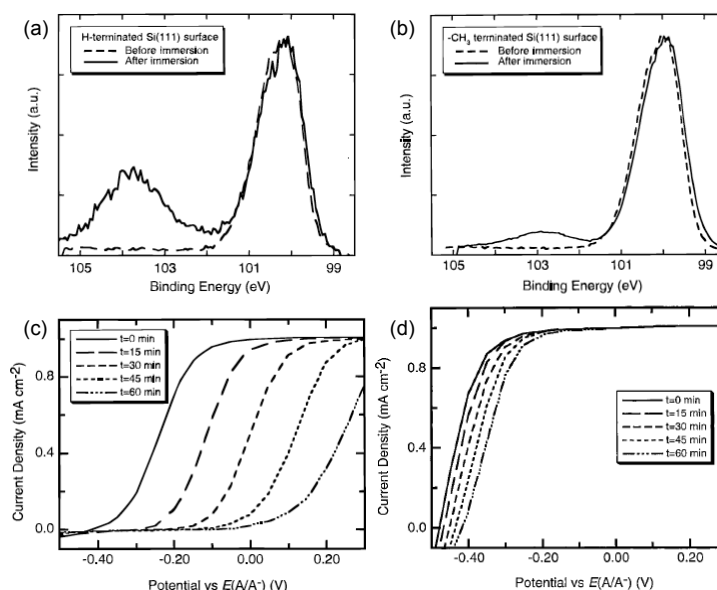 (a)
H-terminated Si(111) surface
Before immersion
After immersion
Intensity (a.u.)
105 103 101 99
Binding Energy (eV)
(b)
-CH₃ terminated Si(111) surface
Before immersion
After immersion
Intensity (a.u.)
105 103 101 99
Binding Energy (eV)
(c)
t=0 min
t=15 min
t=30 min
t=45 min
t=60 min
Current Density (mA cm⁻²)
0.8
0.4
0.0
-0.40 -0.20 0.00 0.20
Potential vs E(A/A⁻) (V)
(d)
t=0 min
t=15 min
t=30 min
t=45 min
t=60 min
Current Density (mA cm⁻²)
0.8
0.4
0.0
-0.40 -0.20 0.00 0.20
Potential vs E(A/A⁻) (V)